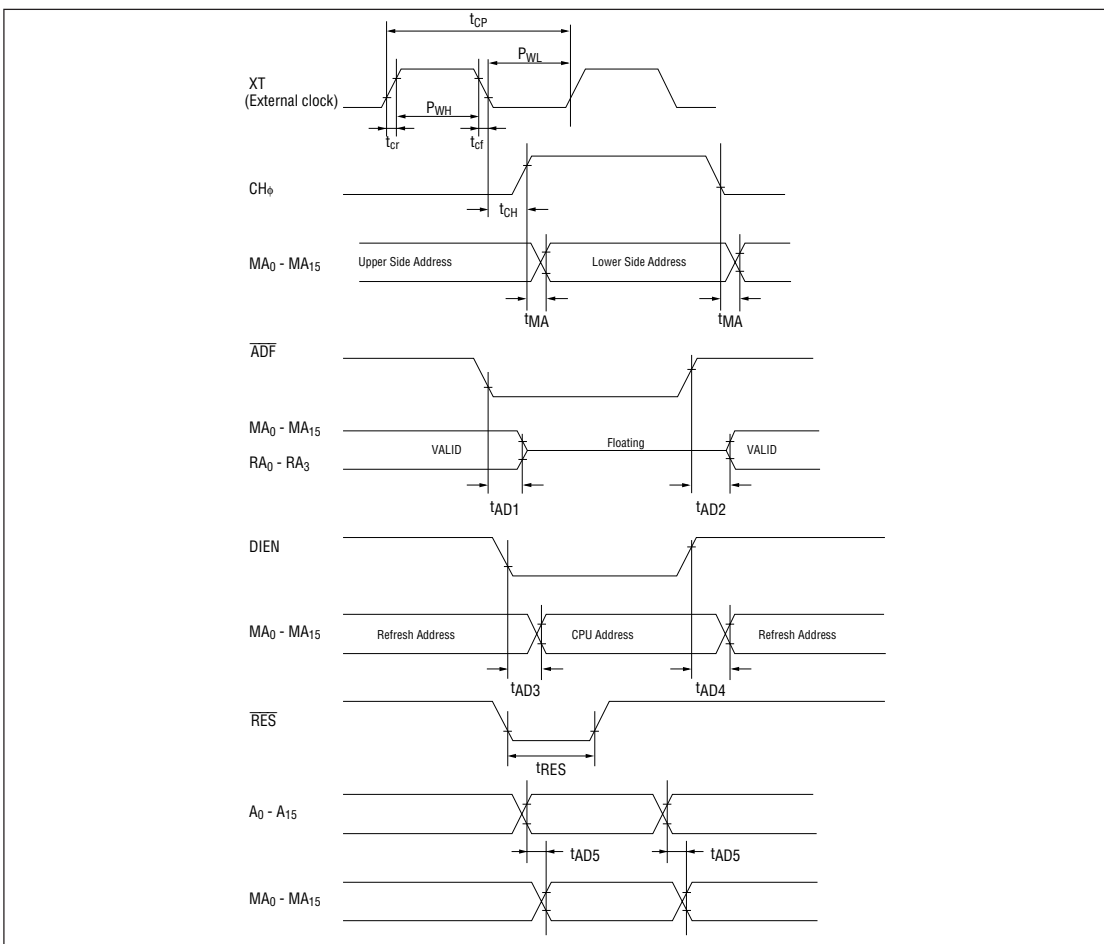 tCP
PWL
XT
(External clock)
PWH
tcr
tcf
CHϕ
tCH
MA0 - MA15
Upper Side Address
Lower Side Address
tMA
tMA
ADF
MA0 - MA15
VALID
Floating
VALID
RA0 - RA3
tAD1
tAD2
DIEN
MA0 - MA15
Refresh Address
CPU Address
Refresh Address
tAD3
tAD4
RES
tRES
A0 - A15
tAD5
tAD5
MA0 - MA15